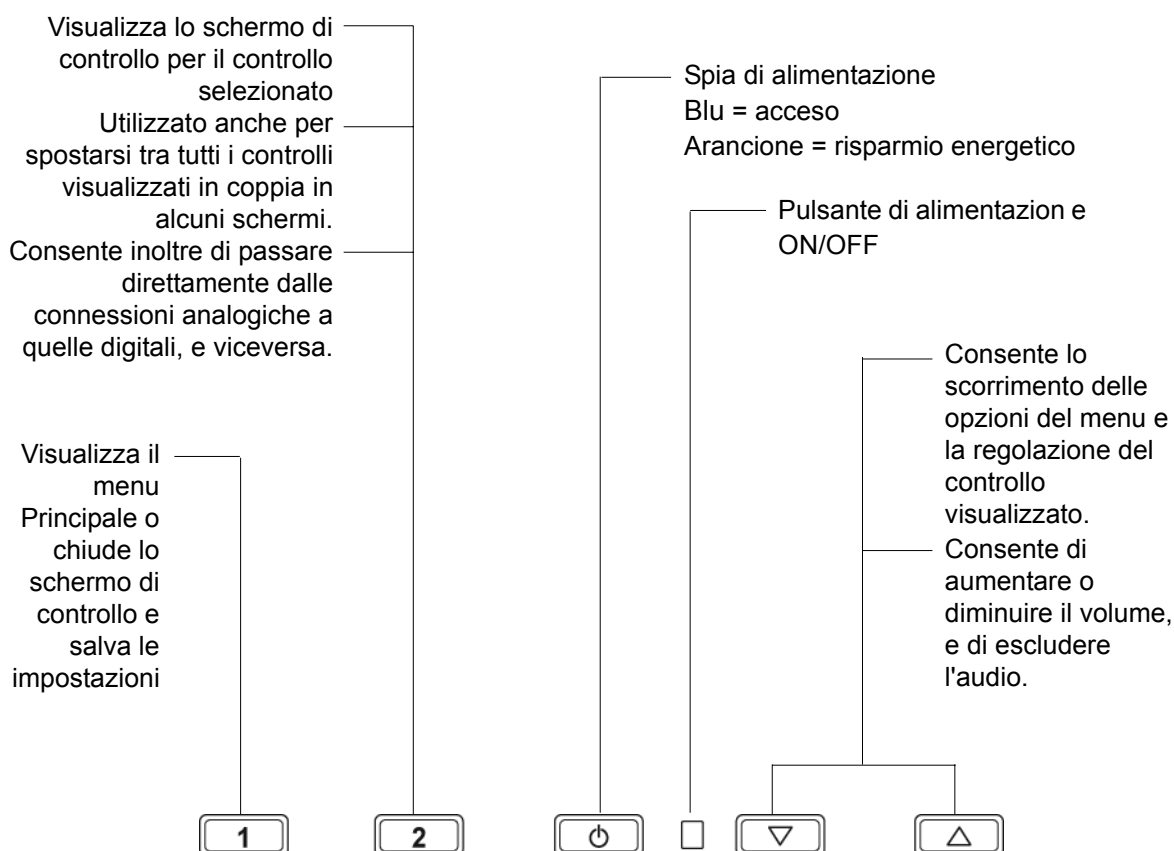 Visualizza lo schermo di
controllo per il controllo
selezionato
Utilizzato anche per
spostarsi tra tutti i controlli
visualizzati in coppia in
alcuni schermi.
Consente inoltre di passare
direttamente dalle
connessioni analogiche a
quelle digitali, e viceversa.
Spia di alimentazione
Blu = acceso
Arancione = risparmio energetico
Pulsante di alimentazion e
ON/OFF
Visualizza il
menu
Principale o
chiude lo
schermo di
controllo e
salva le
impostazioni
Consente lo
scorrimento delle
opzioni del menu e
la regolazione del
controllo
visualizzato.
Consente di
aumentare o
diminuire il volume,
e di escludere
l'audio.
1
2